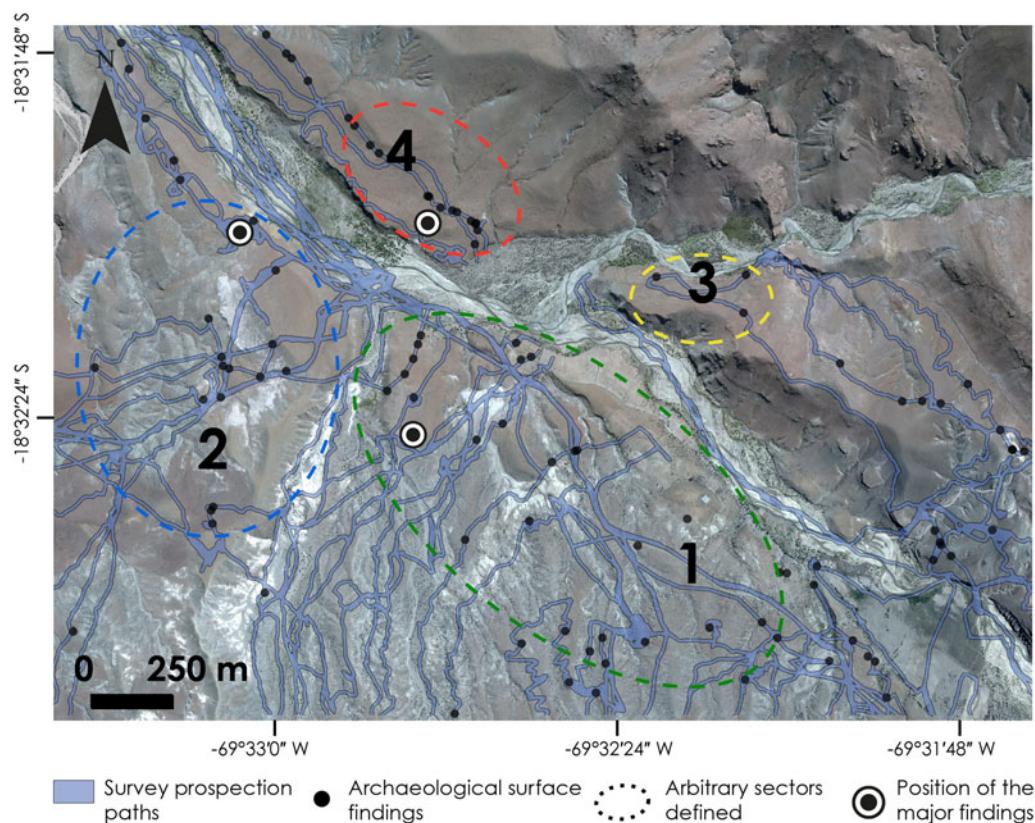 -18°31'48" S
N
4
3
-18°32'24" S
2
1
0 250 m
-69°33'0" W
-69°32'24" W
-69°31'48" W
Survey prospection
paths
Archaeological surface
findings
Arbitrary sectors
defined
Position of the
major findings